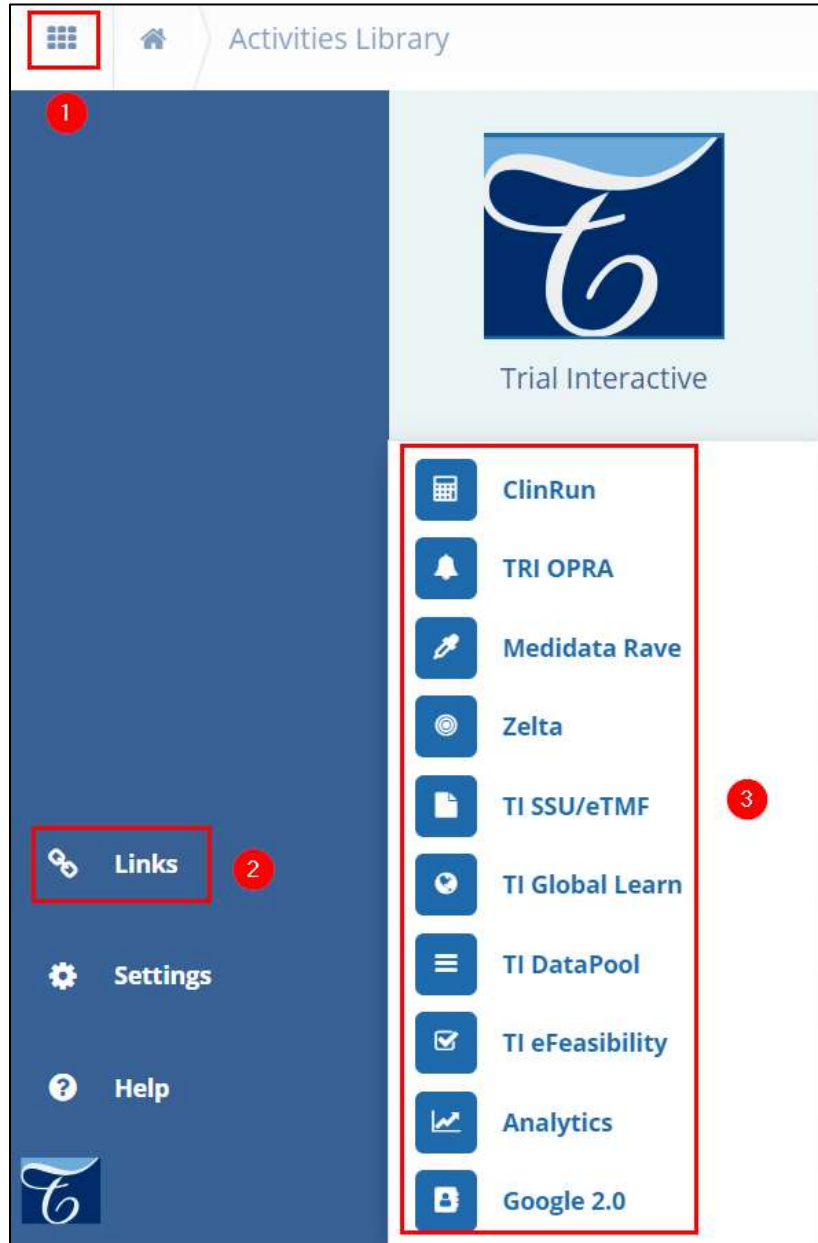 Activities Library
1
Trial Interactive
ClinRun
TRI OPRA
Medidata Rave
Zelta
TI SSU/eTMF
3
Links
2
TI Global Learn
Settings
TI DataPool
TI eFeasibility
Help
Analytics
Google 2.0